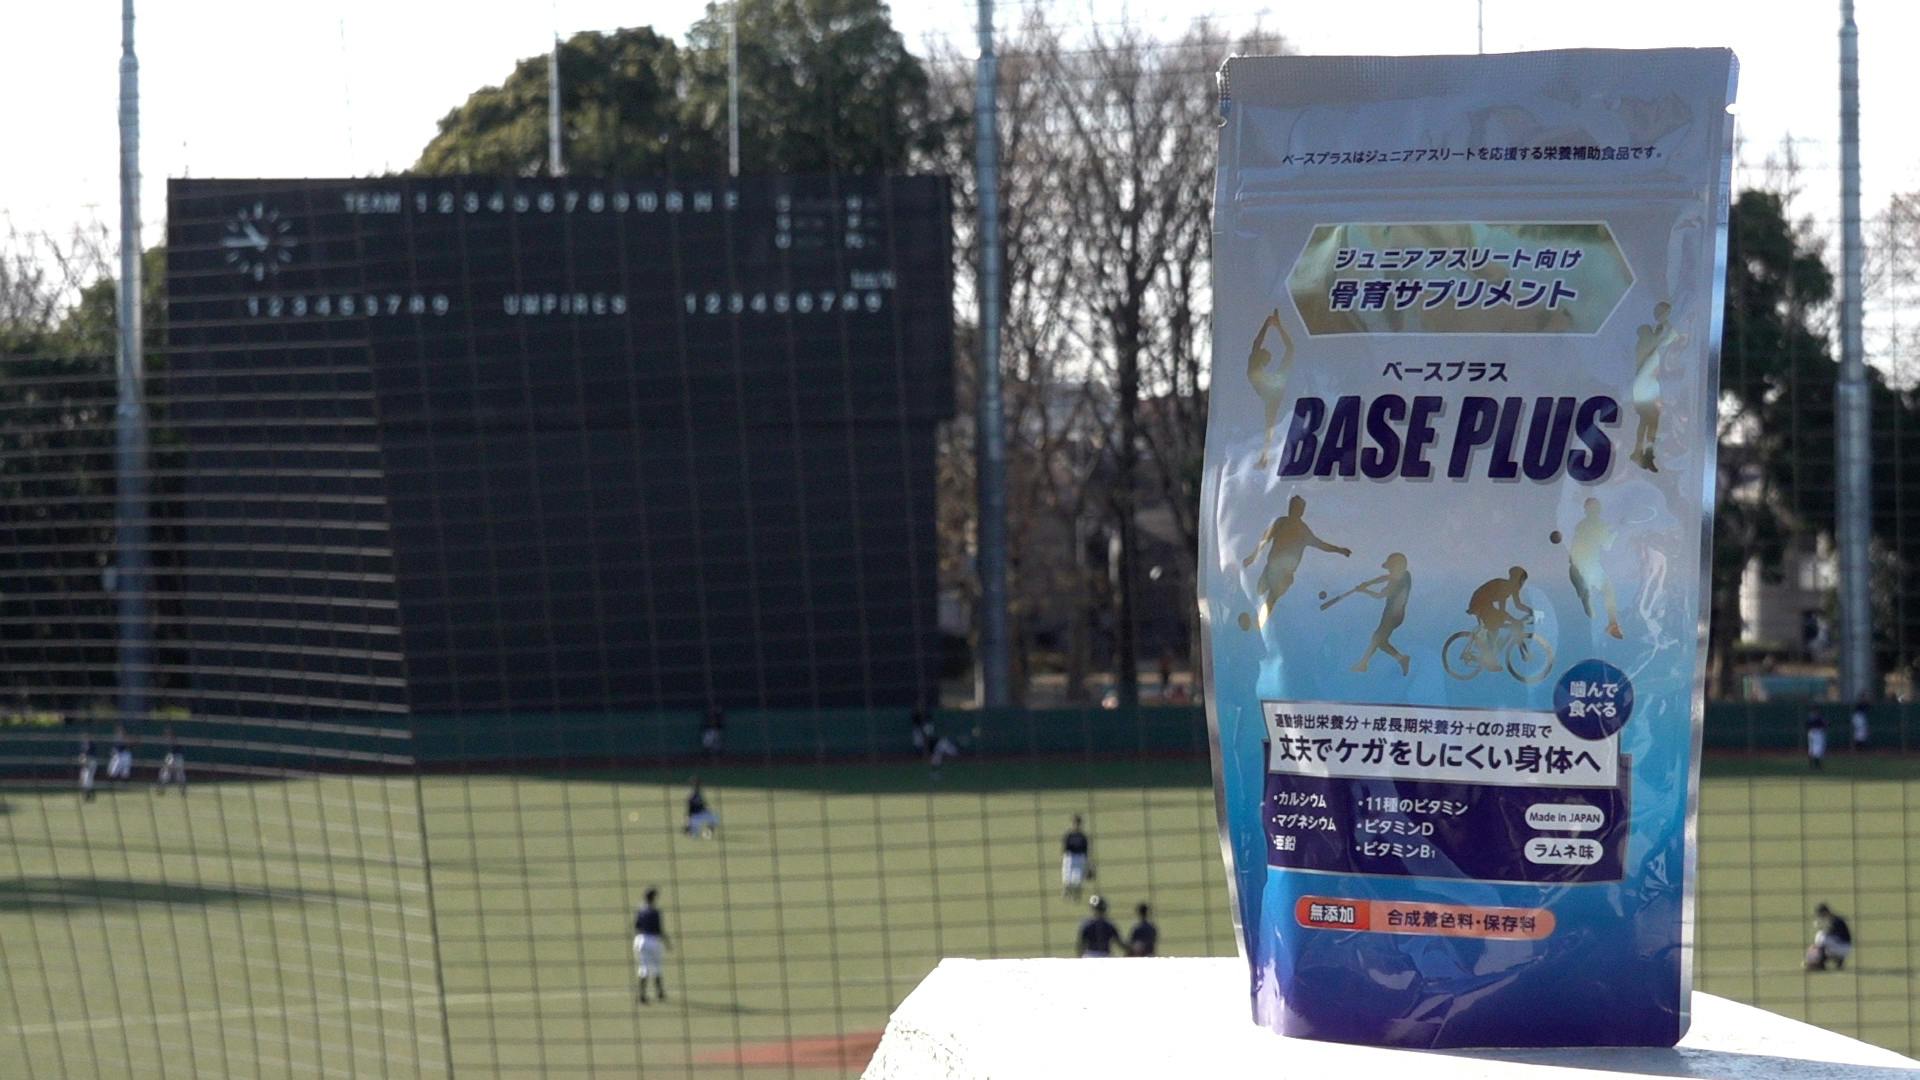 TEAM 1 2 3 4 5 6 7 8 9 10 R H E
1 2 3 4 5 6 7 8 9 UMPIRES 1 2 3 4 5 6 7 8 9
ベースプラスはジュニアアスリートを応援する栄養補助食品です。
ジュニアアスリート向け
骨育サプリメント
ベースプラス
BASE PLUS
噛んで
食べる
運動排出栄養分+成長期栄養分+αの摂取で
丈夫でケガをしにくい身体へ
・カルシウム ・11種のビタミン
・マグネシウム ・ビタミンD
・亜鉛 ・ビタミンB1
Made in JAPAN
ラムネ味
無添加 合成着色料・保存料